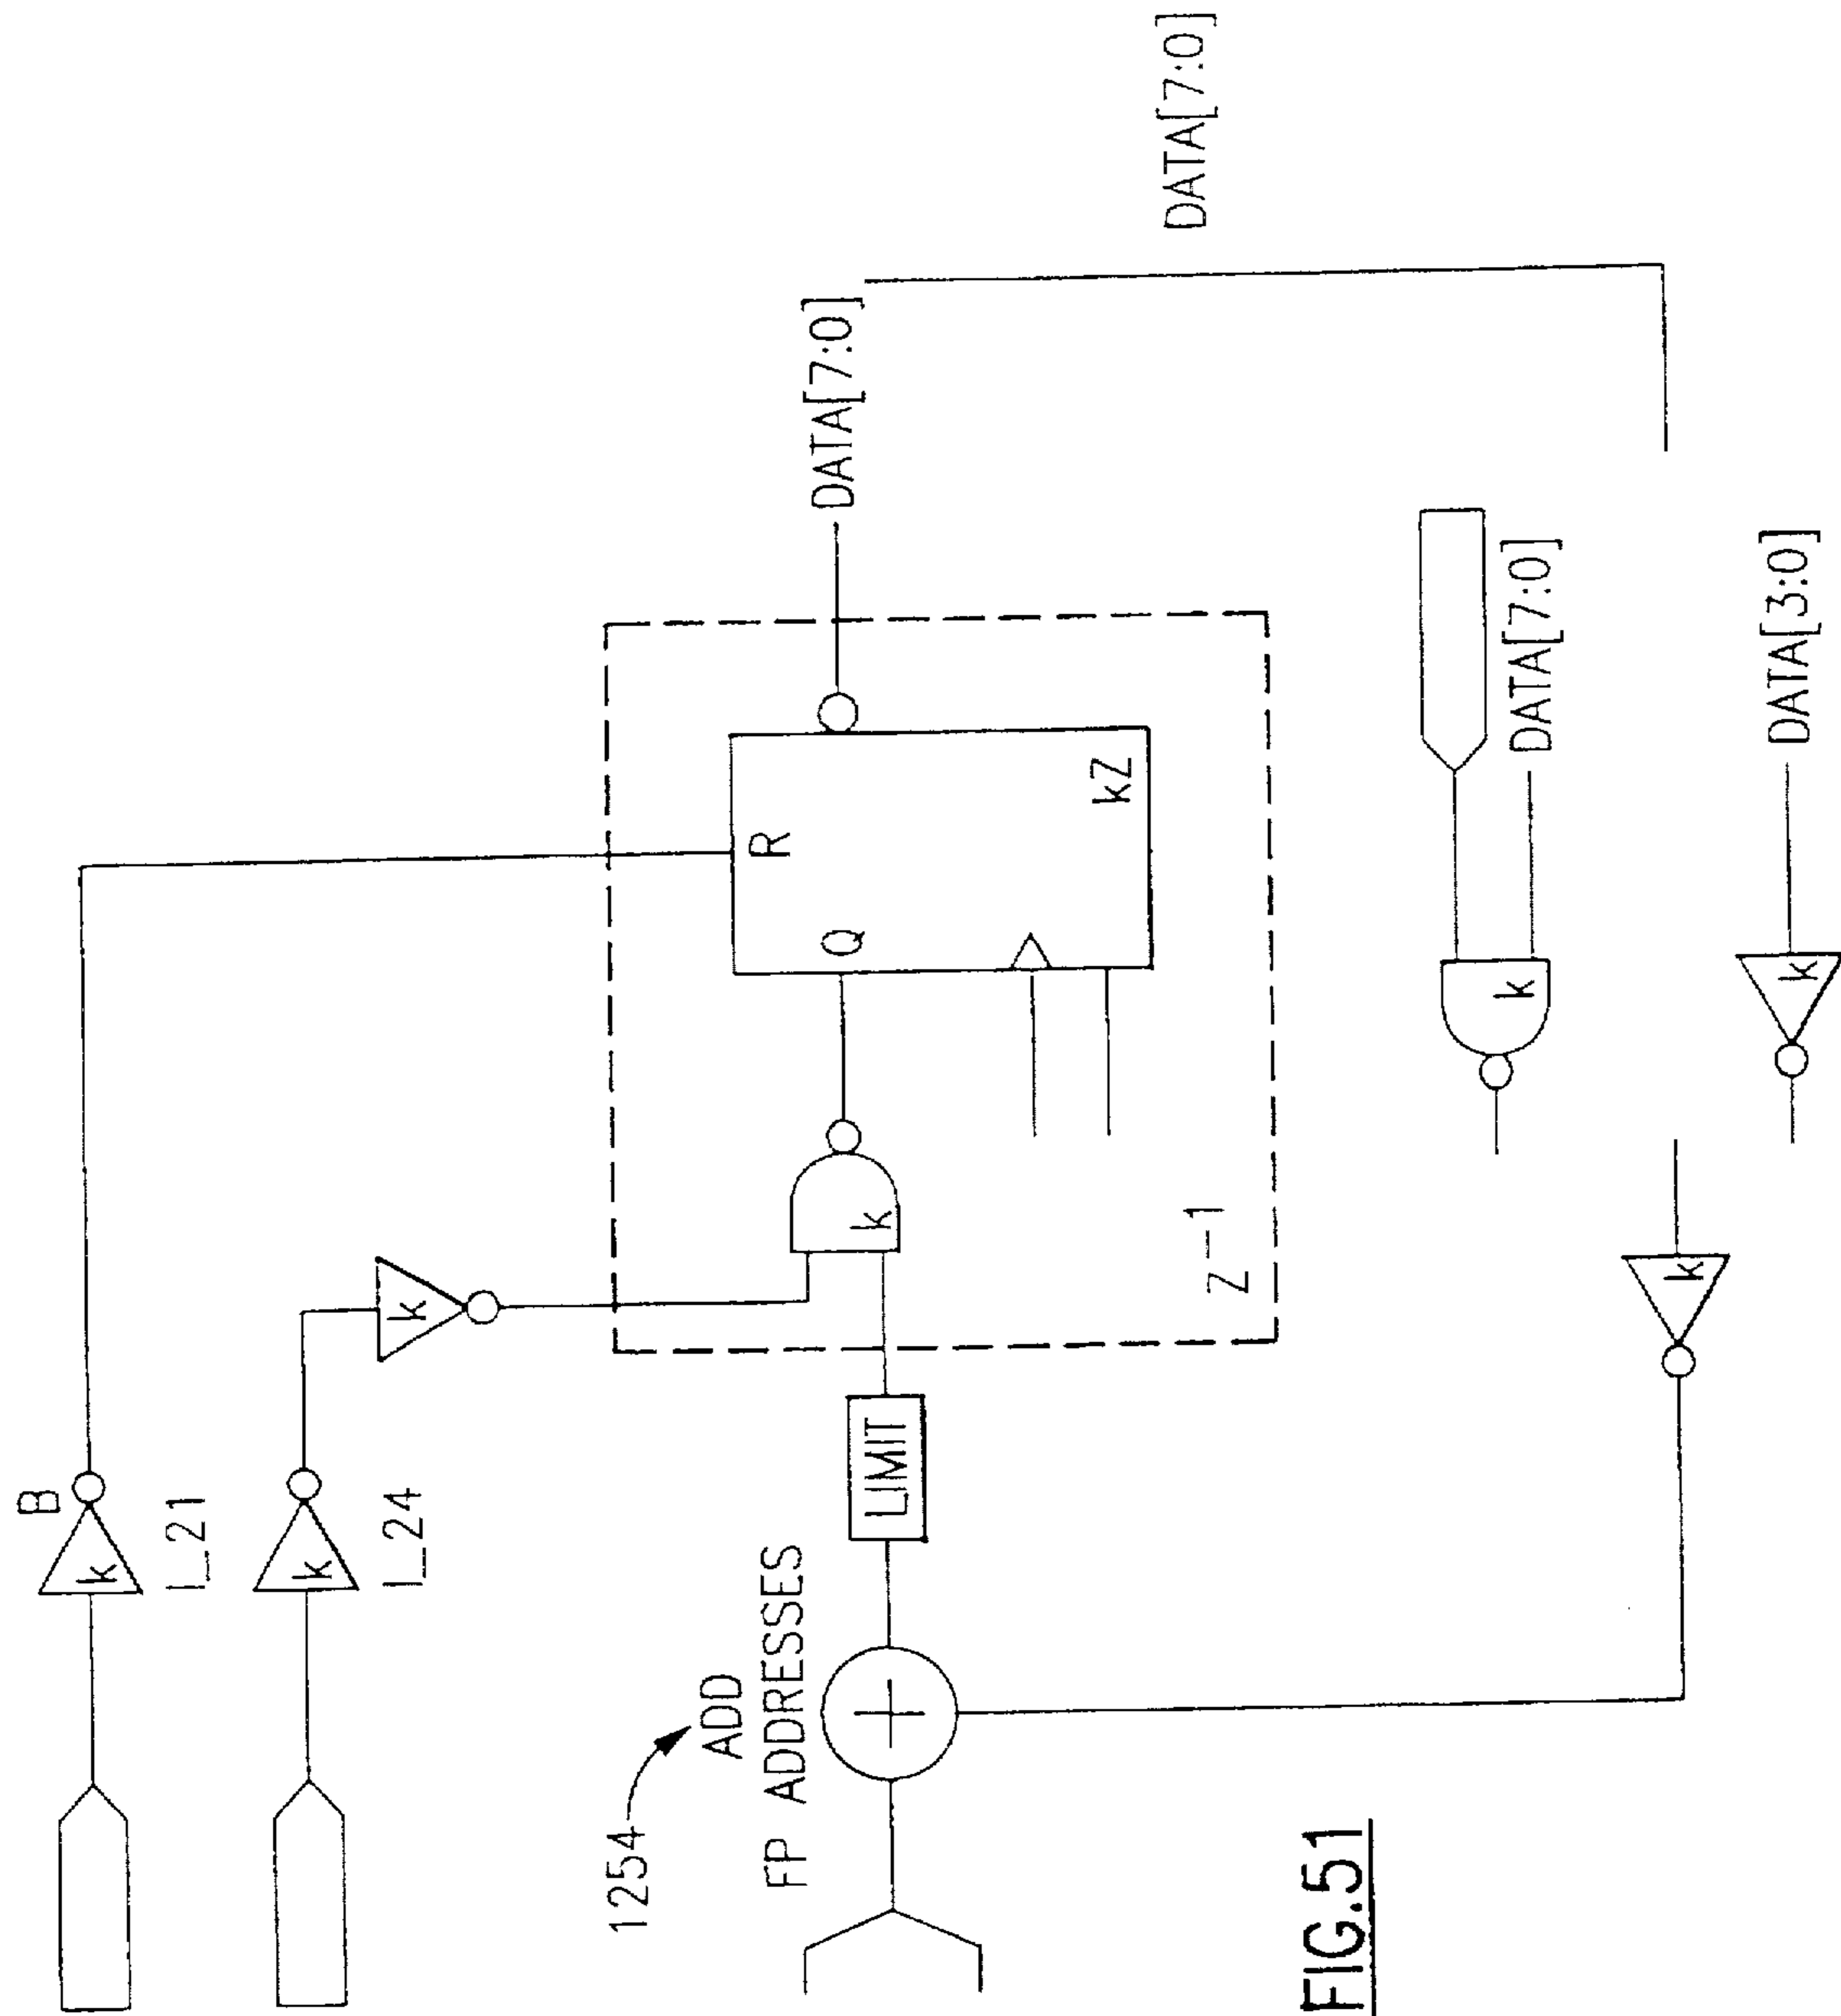 B
k
I_21
k
I_24
k
1254
ADD
FP ADDRESSES
LIMIT
k
Z-1
Q
R
kZ
DATA[7:0]
DATA[7:0]
k
DATA[7:0]
k
k
DATA[3:0]
FIG.51